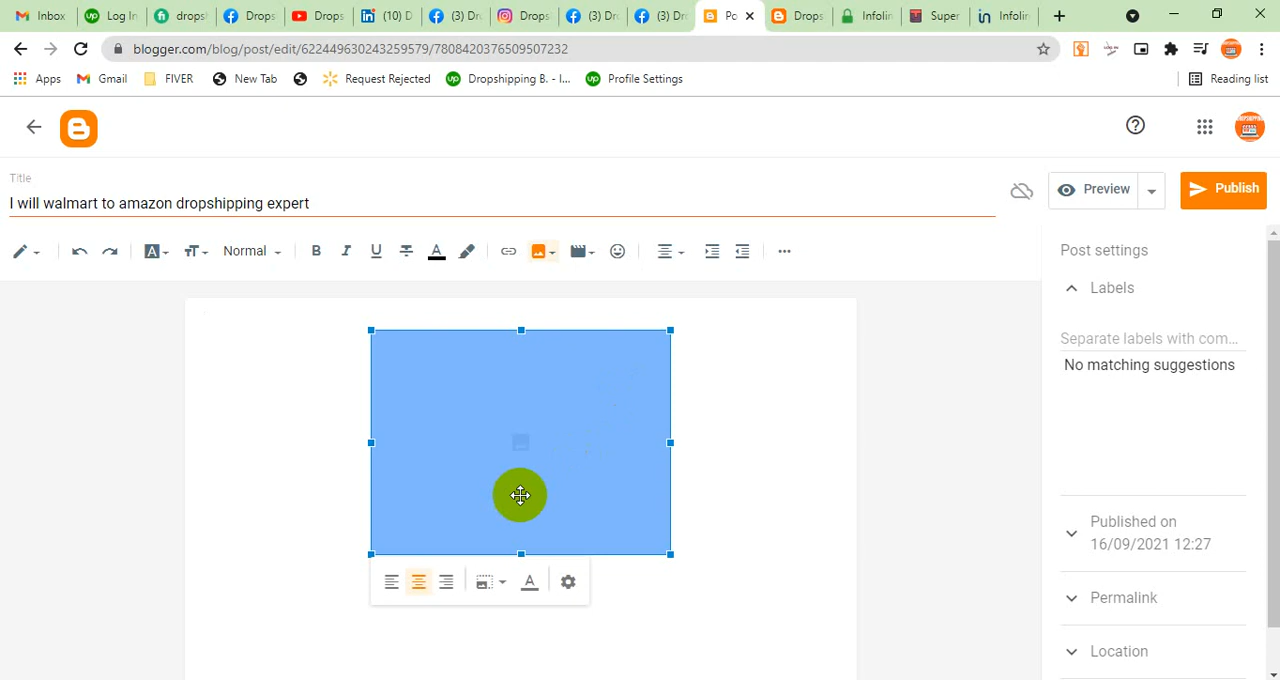 Inbox
Log In
drops
Drops
Drops
(10) D
(3) Dr
Drops
(3) Dr
(3) Dr
Po
Drops
Infolin
Super
Infolin
blogger.com/blog/post/edit/622449630243259579/7808420376509507232
Apps
Gmail
FIVER
New Tab
Request Rejected
Dropshipping B. - I...
Profile Settings
Reading list
Title
I will walmart to amazon dropshipping expert
Preview
Publish
Normal
B
I
U
A
Post settings
Labels
Separate labels with com...
No matching suggestions
Published on
16/09/2021 12:27
Permalink
Location